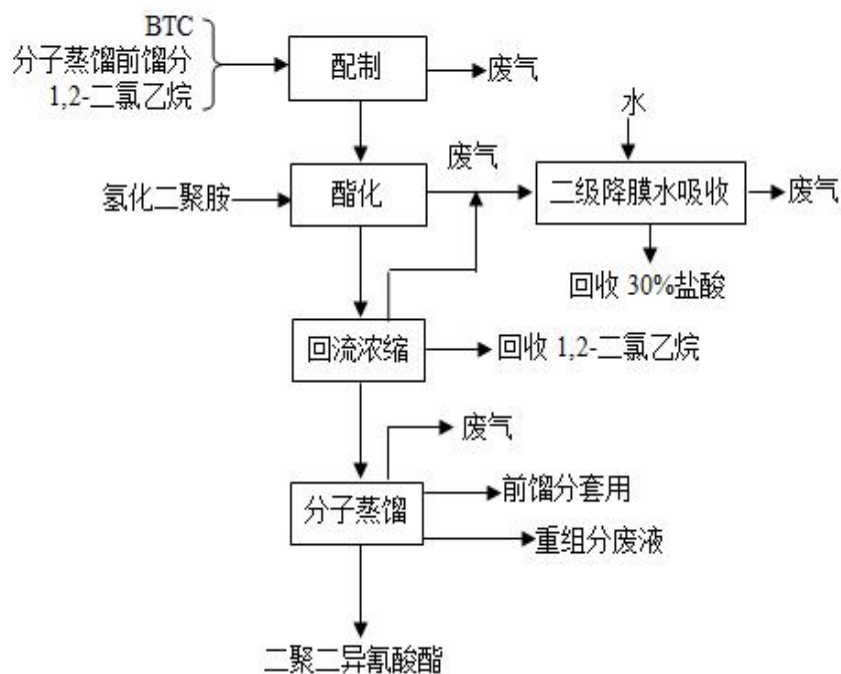 BTC
分子蒸馏前馏分
1,2-二氯乙烷
配制
废气
水
废气
氢化二聚胺
酯化
二级降膜水吸收
废气
回收 30%盐酸
回流浓缩
回收 1,2-二氯乙烷
废气
分子蒸馏
前馏分套用
重组分废液
二聚二异氰酸酯